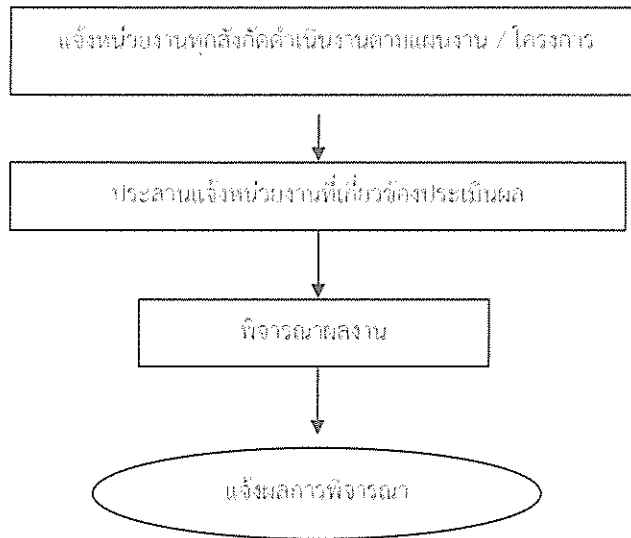 แจ้งหน่วยงานทุกสังกัดดำเนินงานตามแผนงาน / โครงการ
ประสานแจ้งหน่วยงานที่เกี่ยวข้องประเมินผล
พิจารณาผลงาน
แจ้งผลการพิจารณา